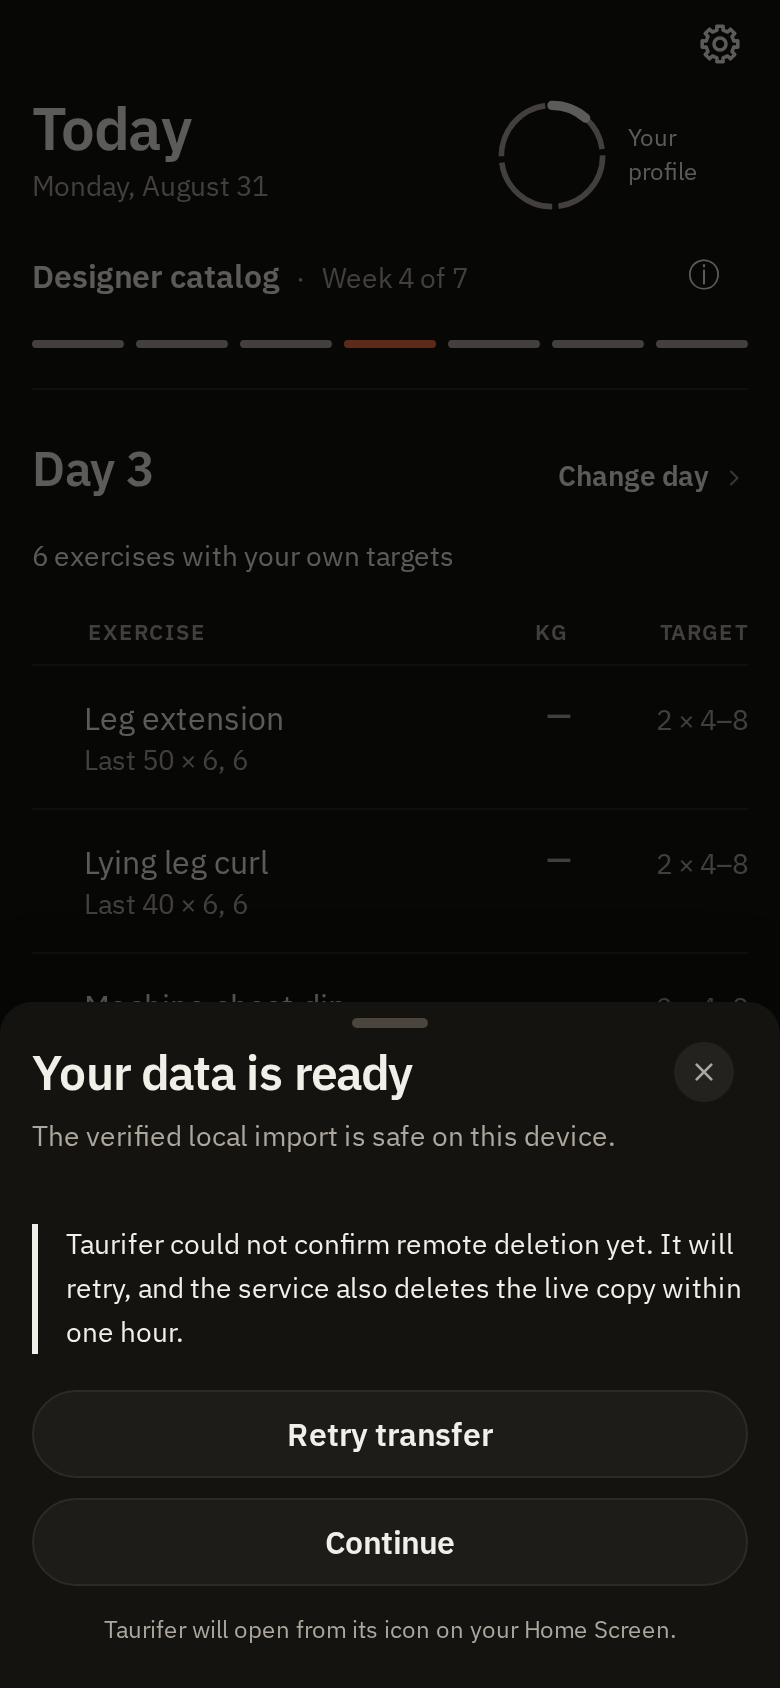 Today
Monday, August 31
Your
profile
Designer catalog · Week 4 of 7
Day 3
Change day
6 exercises with your own targets
EXERCISE KG TARGET
Leg extension — 2 × 4–8
Last 50 × 6, 6
Lying leg curl — 2 × 4–8
Last 40 × 6, 6
Your data is ready
The verified local import is safe on this device.
Taurifer could not confirm remote deletion yet. It will
retry, and the service also deletes the live copy within
one hour.
Retry transfer
Continue
Taurifer will open from its icon on your Home Screen.